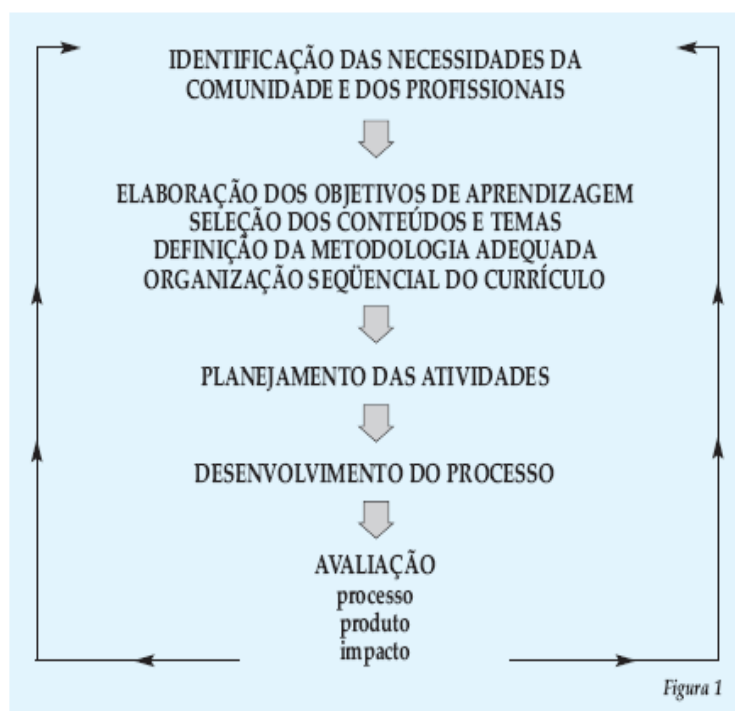 IDENTIFICAÇÃO DAS NECESSIDADES DA
COMUNIDADE E DOS PROFISSIONAIS
ELABORAÇÃO DOS OBJETIVOS DE APRENDIZAGEM
SELEÇÃO DOS CONTEÚDOS E TEMAS
DEFINIÇÃO DA METODOLOGIA ADEQUADA
ORGANIZAÇÃO SEQÜENCIAL DO CURRÍCULO
PLANEJAMENTO DAS ATIVIDADES
DESENVOLVIMENTO DO PROCESSO
AVALIAÇÃO
processo
produto
impacto
Figura 1